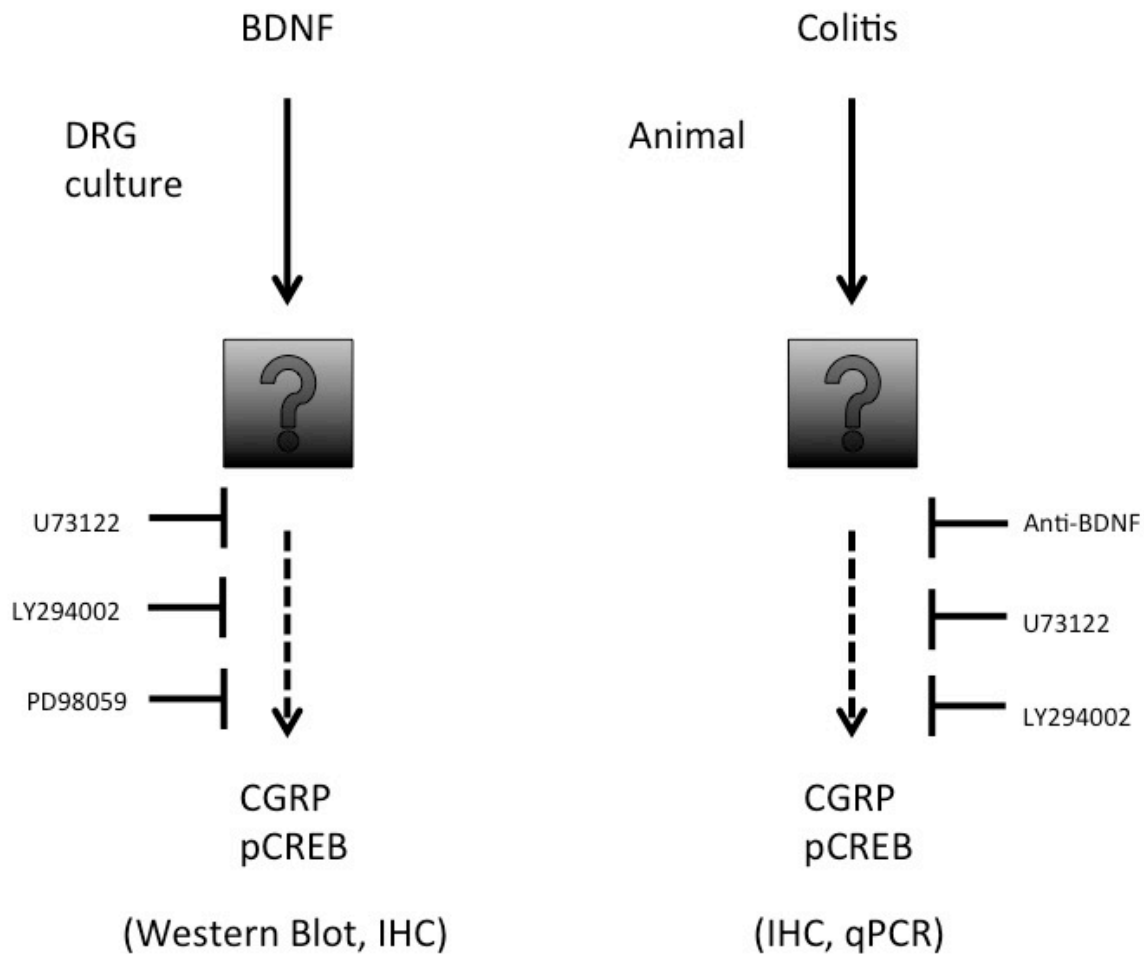 BDNF
DRG
culture
?
U73122
LY294002
PD98059
CGRP
pCREB
(Western Blot, IHC)
Colitis
Animal
?
Anti-BDNF
U73122
LY294002
CGRP
pCREB
(IHC, qPCR)